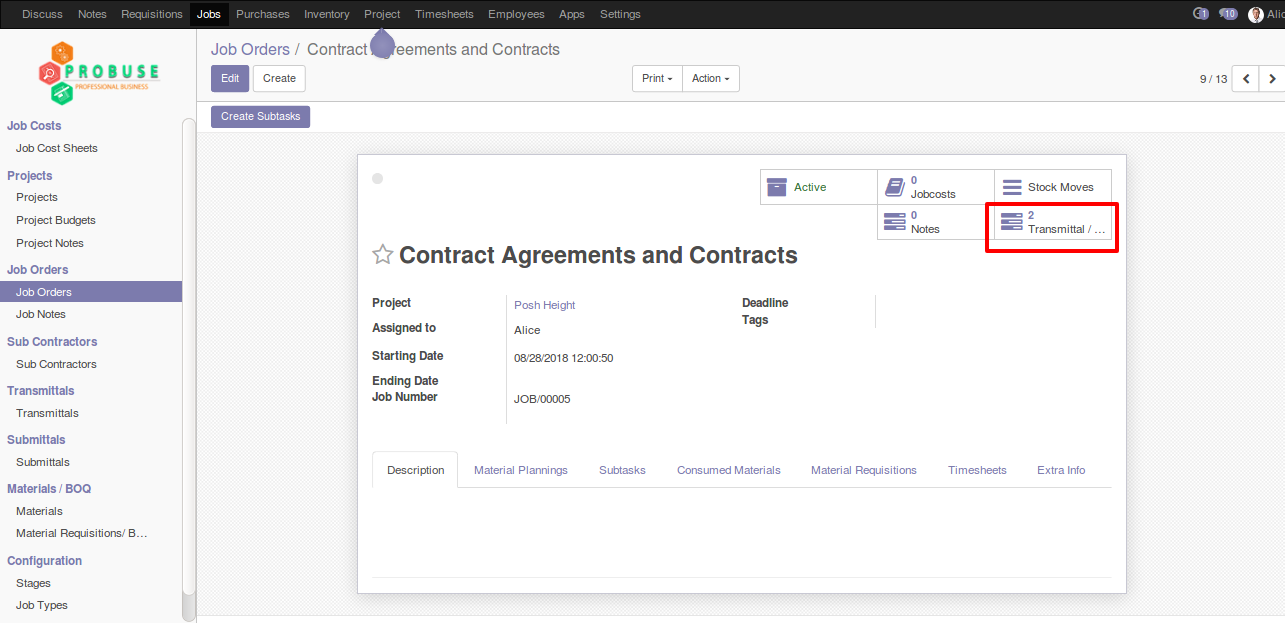 Discuss Notes Requisitions Jobs Purchases Inventory Project Timesheets Employees Apps Settings 1 10 Alic
PROBUSE
PROFESSIONAL BUSINESS
Job Costs
Job Cost Sheets
Projects
Projects
Project Budgets
Project Notes
Job Orders
Job Orders
Job Notes
Sub Contractors
Sub Contractors
Transmittals
Transmittals
Submittals
Submittals
Materials / BOQ
Materials
Material Requisitions/ B…
Configuration
Stages
Job Types
Job Orders / Contract Agreements and Contracts
Edit Create Print Action 9 / 13
Create Subtasks
Active
0
Jobcosts
Stock Moves
0
Notes
2
Transmittal / …
Contract Agreements and Contracts
Project Posh Height
Assigned to Alice
Starting Date 08/28/2018 12:00:50
Ending Date
Job Number JOB/00005
Deadline
Tags
Description Material Plannings Subtasks Consumed Materials Material Requisitions Timesheets Extra Info